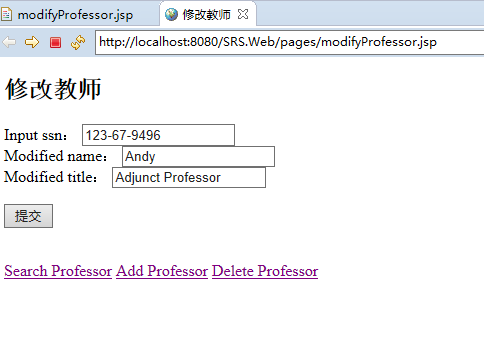 modifyProfessor.jsp 修改教师
http://localhost:8080/SRS.Web/pages/modifyProfessor.jsp
修改教师
Input ssn： 123-67-9496
Modified name： Andy
Modified title： Adjunct Professor
提交
Search Professor Add Professor Delete Professor